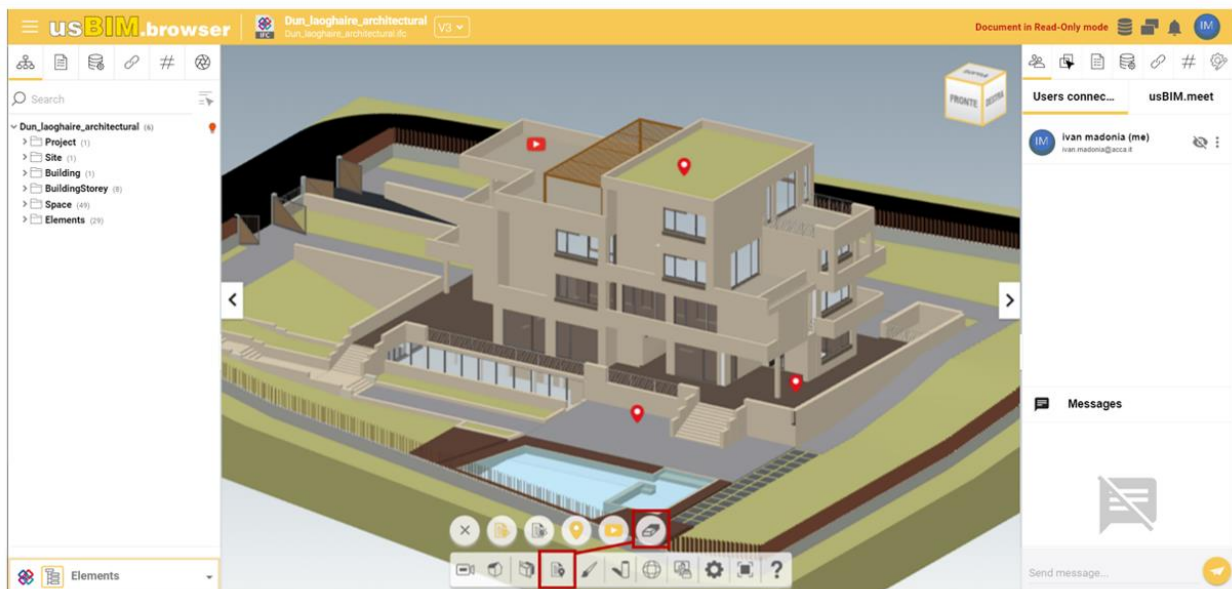 usBIM.browser
IFC
Dun_laoghaire_architectural
Dun_laoghaire_architectural.ifc
V3
Document in Read-Only mode
IM
Search
Dun_laoghaire_architectural (6)
Project (1)
Site (1)
Building (1)
BuildingStorey (8)
Space (49)
Elements (29)
Elements
FRONTE
DESTRA
Users connec...
usBIM.meet
IM
ivan madonia (me)
ivan.madonia@acca.it
Messages
Send message...